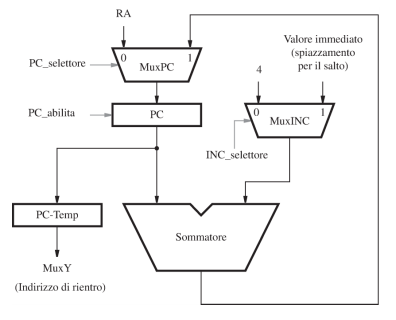 RA
Valore immediato
(spiazzamento
per il salto)
4
0
1
MuxPC
PC_selettore
0
1
MuxINC
PC_abilita
PC
INC_selettore
PC-Temp
Sommatore
MuxY
(Indirizzo di rientro)